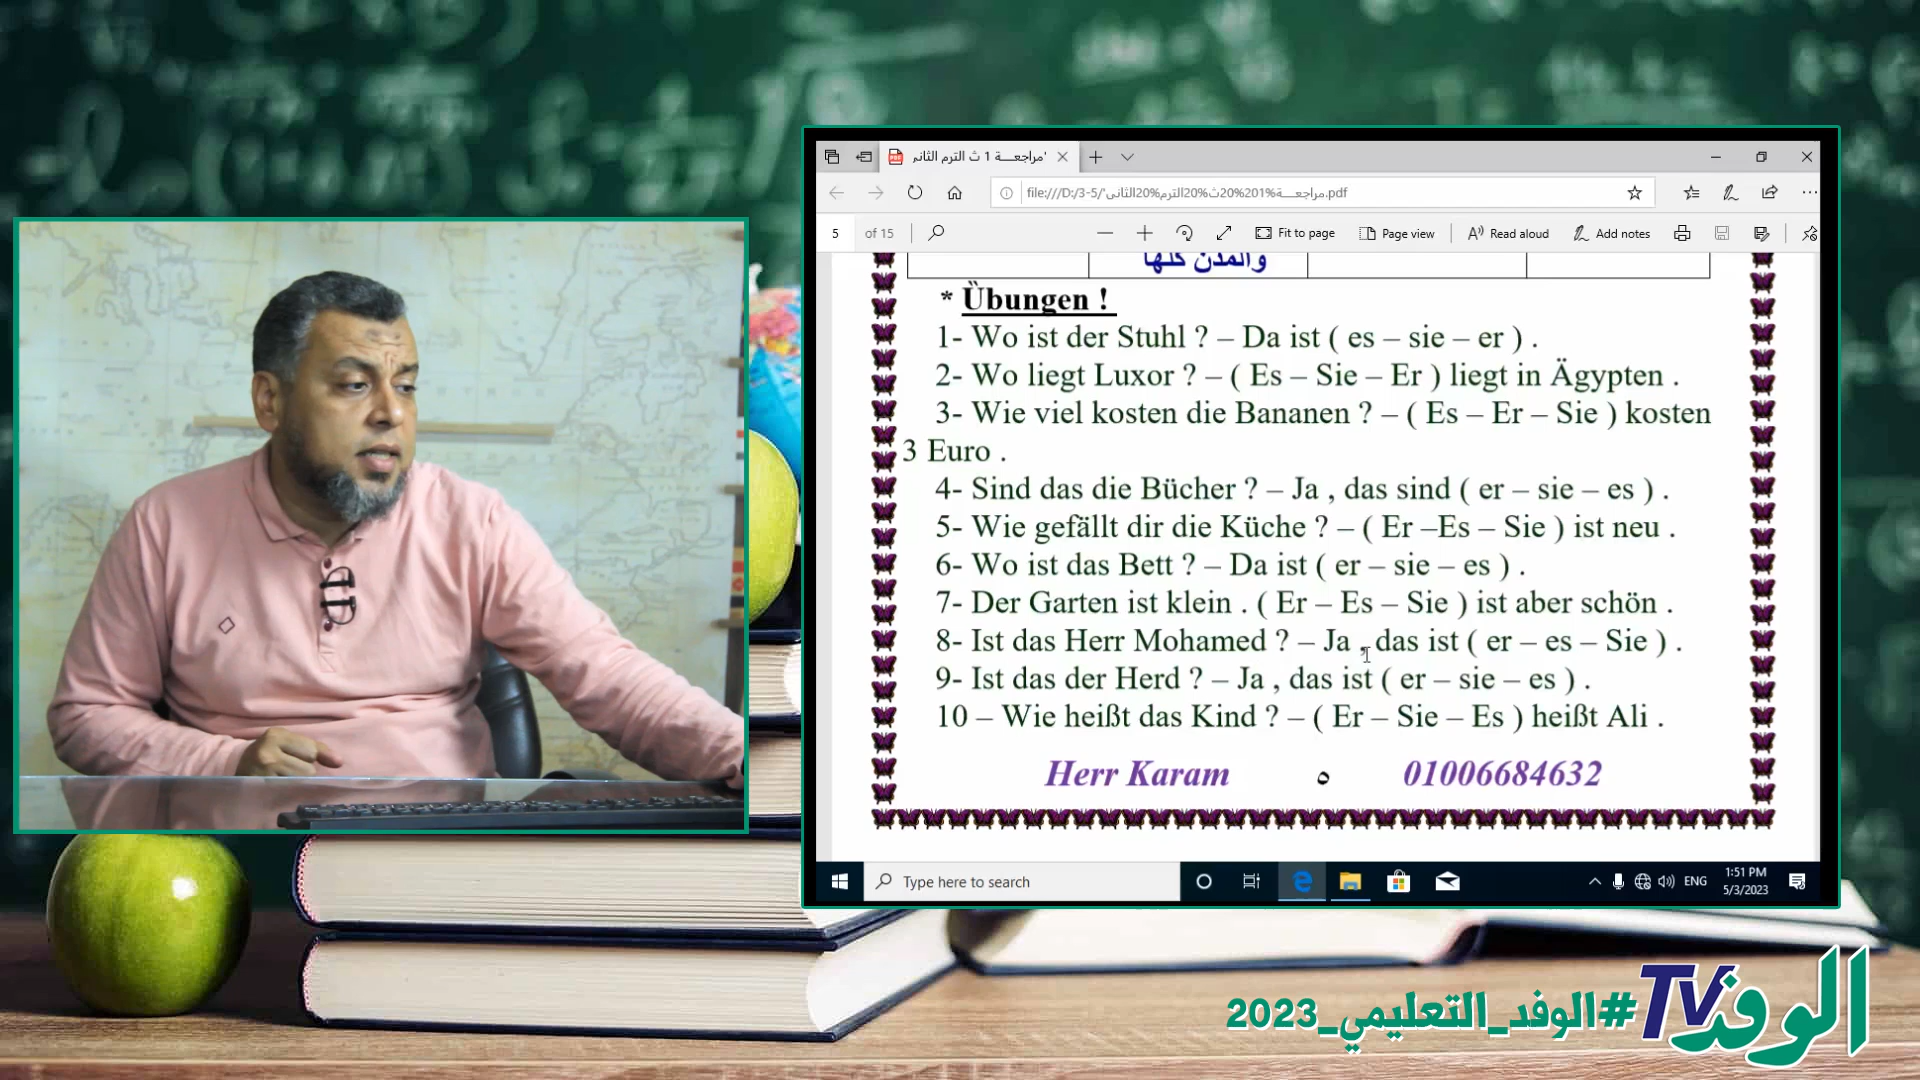 مراجعـــة 1 ث الترم الثانى'
file:///D:/3-5/'مراجعـــة%201%20ث%20الترم%20الثانى.pdf
5 of 15
Fit to page
Page view
Read aloud
Add notes
والمدن كلها
* Übungen !
1- Wo ist der Stuhl ? – Da ist ( es – sie – er ) .
2- Wo liegt Luxor ? – ( Es – Sie – Er ) liegt in Ägypten .
3- Wie viel kosten die Bananen ? – ( Es – Er – Sie ) kosten
3 Euro .
4- Sind das die Bücher ? – Ja , das sind ( er – sie – es ) .
5- Wie gefällt dir die Küche ? – ( Er –Es – Sie ) ist neu .
6- Wo ist das Bett ? – Da ist ( er – sie – es ) .
7- Der Garten ist klein . ( Er – Es – Sie ) ist aber schön .
8- Ist das Herr Mohamed ? – Ja , das ist ( er – es – Sie ) .
9- Ist das der Herd ? – Ja , das ist ( er – sie – es ) .
10 – Wie heißt das Kind ? – ( Er – Sie – Es ) heißt Ali .
Herr Karam ٥ 01006684632
Type here to search
ENG
1:51 PM
5/3/2023
#الوفد_التعليمي_2023
الوفد TV